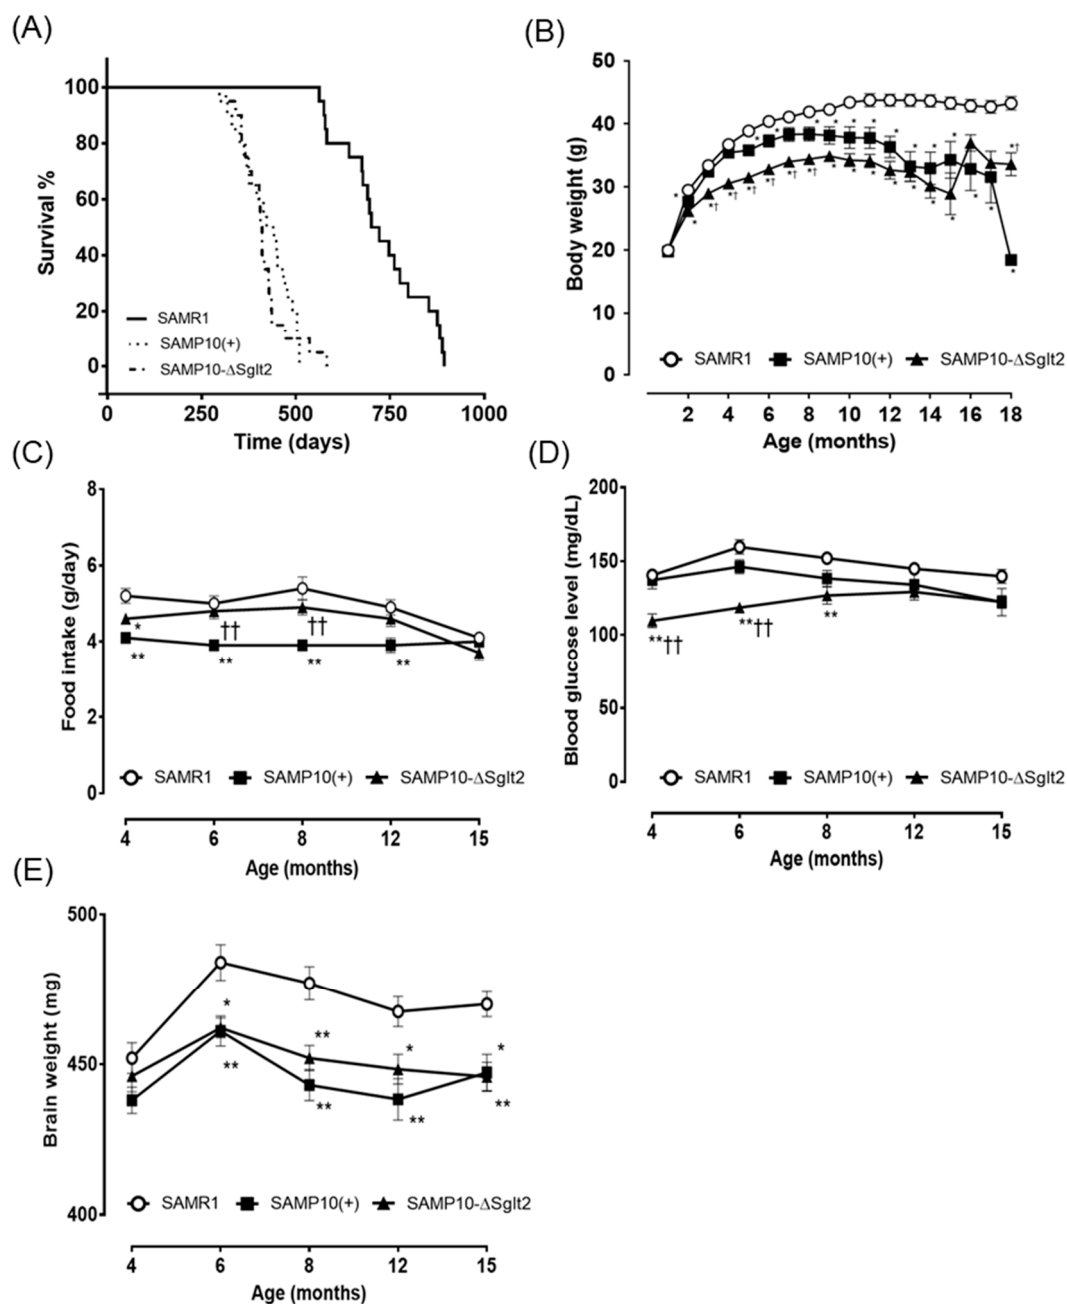 (A)
Survival %
100
80
60
40
20
0
SAMR1
SAMP10(+)
SAMP10-ΔSglt2
0 250 500 750 1000
Time (days)
(B)
Body weight (g)
50
40
30
20
10
0
SAMR1 SAMP10(+) SAMP10-ΔSglt2
2 4 6 8 10 12 14 16 18
Age (months)
(C)
Food intake (g/day)
8
6
4
2
0
††
††
*
**
**
**
**
SAMR1 SAMP10(+) SAMP10-ΔSglt2
4 6 8 12 15
Age (months)
(D)
Blood glucose level (mg/dL)
200
150
100
50
0
**††
**††
**
SAMR1 SAMP10(+) SAMP10-ΔSglt2
4 6 8 12 15
Age (months)
(E)
Brain weight (mg)
500
450
400
*
**
*
*
**
**
**
**
SAMR1 SAMP10(+) SAMP10-ΔSglt2
4 6 8 12 15
Age (months)